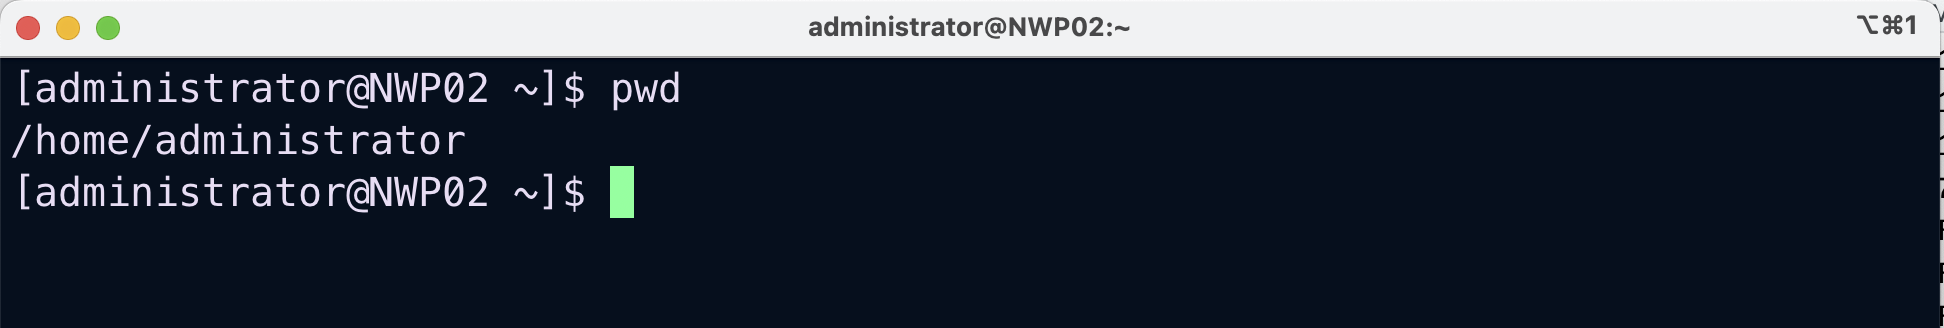 administrator@NWP02:~
⌥⌘1
[administrator@NWP02 ~]$ pwd
/home/administrator
[administrator@NWP02 ~]$